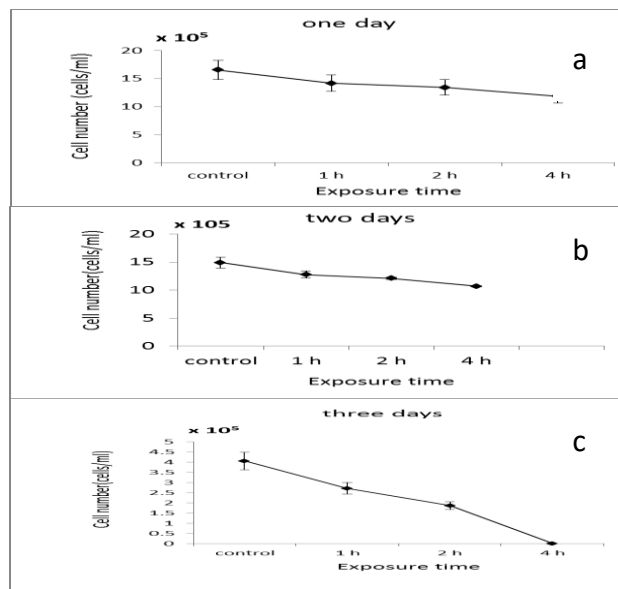 one day
x 10⁵
a
Cell number (cells/ml)
20
15
10
5
0
control 1 h 2 h 4 h
Exposure time
two days
x 105
b
Cell number(cells/ml)
20
15
10
5
0
control 1 h 2 h 4 h
Exposure time
three days
x 10⁵
c
Cell number(cells/ml)
4.5
4
3.5
3
2.5
2
1.5
1
0.5
0
control 1 h 2 h 4 h
Exposure time